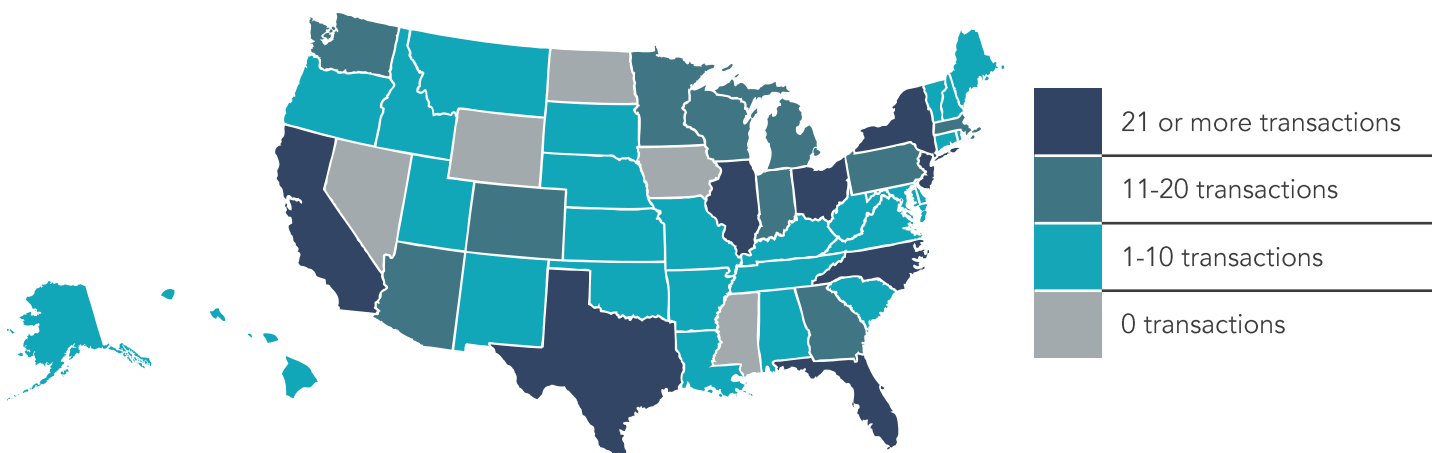 21 or more transactions
11-20 transactions
1-10 transactions
0 transactions